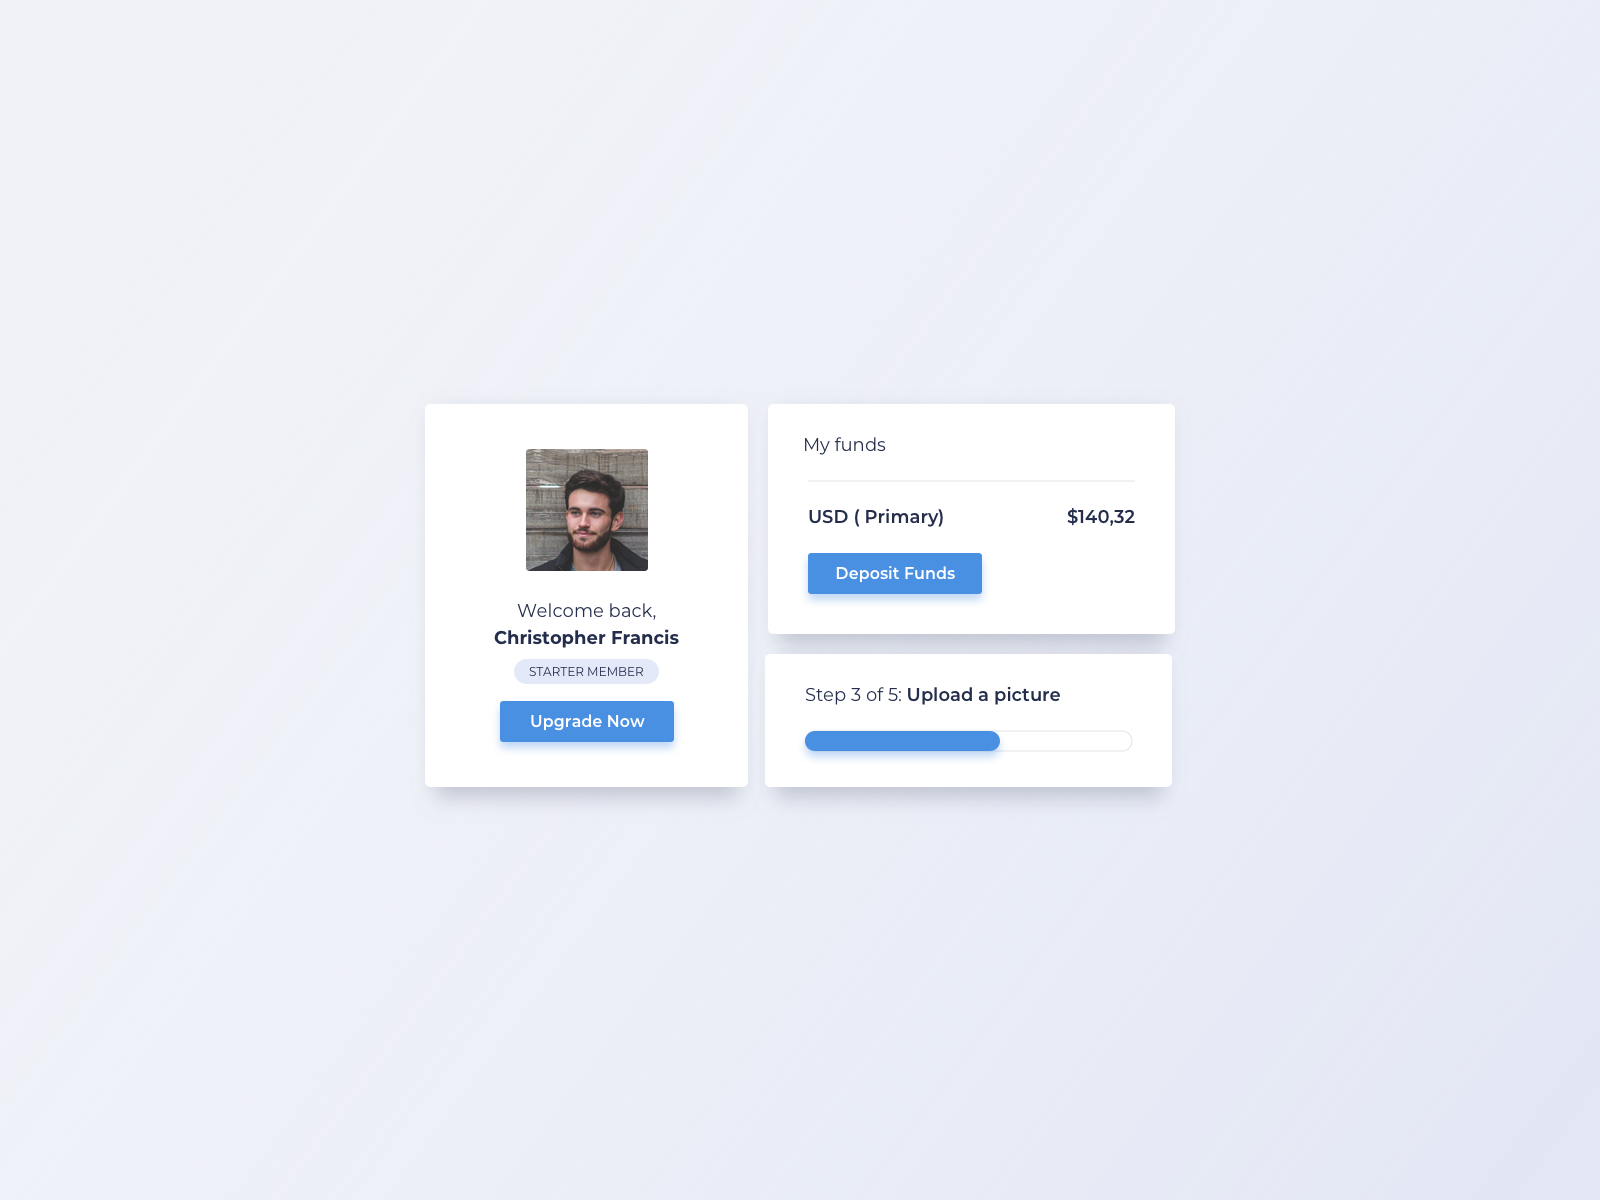 Welcome back,
Christopher Francis
STARTER MEMBER
Upgrade Now
My funds
USD ( Primary)
$140,32
Deposit Funds
Step 3 of 5: Upload a picture